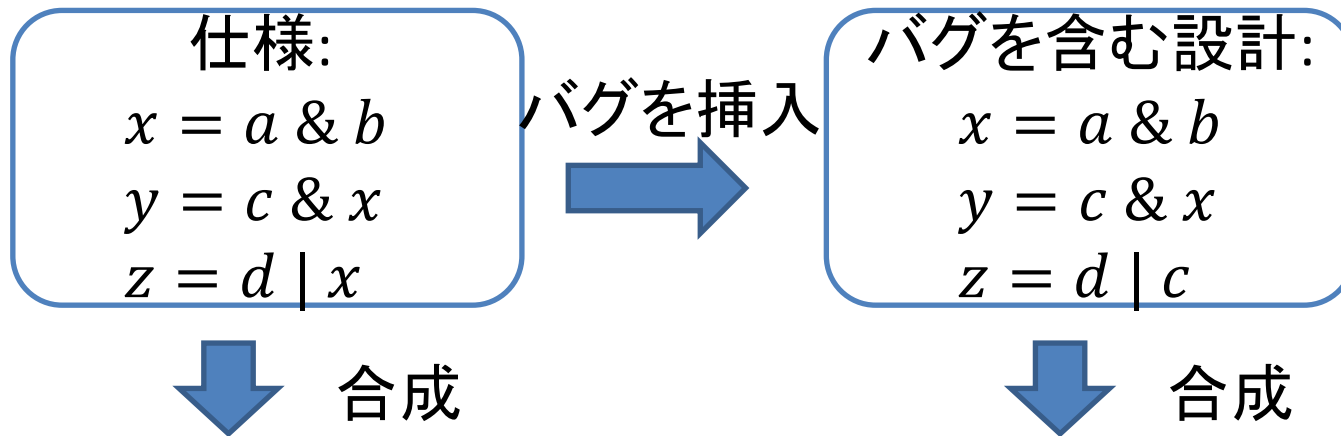 仕様:
x = a & b
y = c & x
z = d | x
バグを挿入
バグを含む設計:
x = a & b
y = c & x
z = d | c
合成
合成